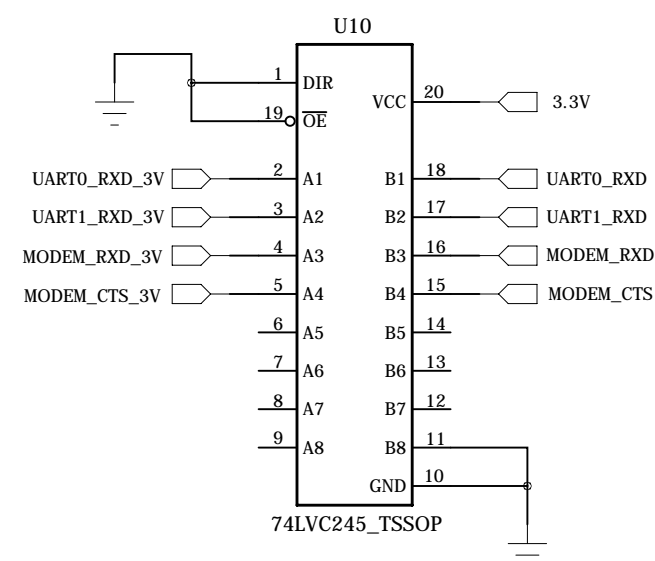 U10
1 DIR
VCC 20 3.3V
19 OE
UART0_RXD_3V 2 A1 B1 18 UART0_RXD
UART1_RXD_3V 3 A2 B2 17 UART1_RXD
MODEM_RXD_3V 4 A3 B3 16 MODEM_RXD
MODEM_CTS_3V 5 A4 B4 15 MODEM_CTS
6 A5 B5 14
7 A6 B6 13
8 A7 B7 12
9 A8 B8 11
GND 10
74LVC245_TSSOP